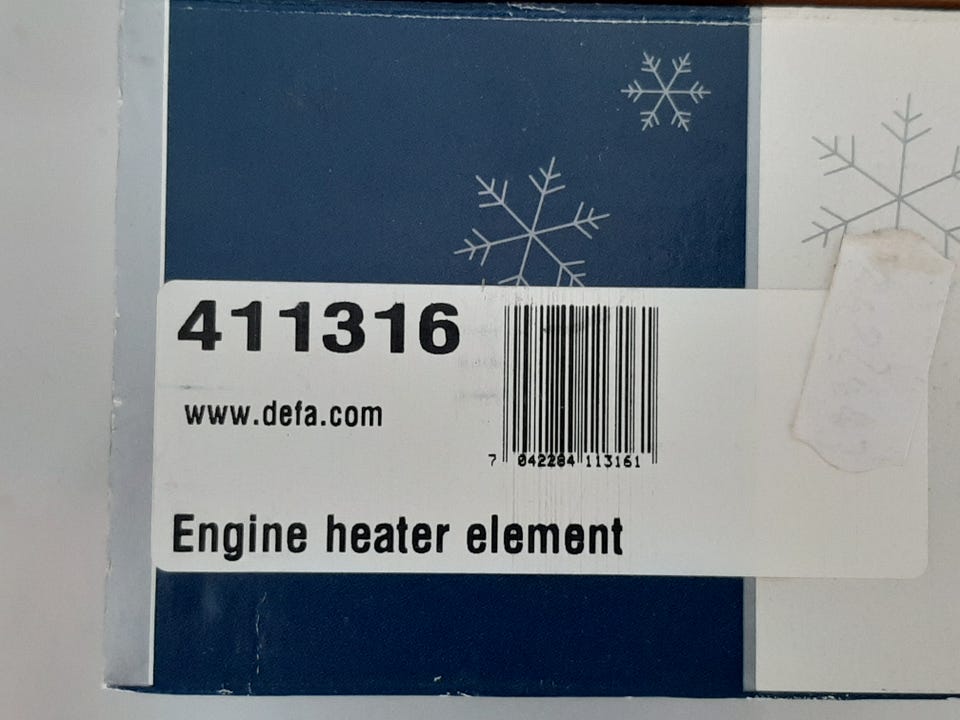 411316
www.defa.com
7 042284 113161
Engine heater element